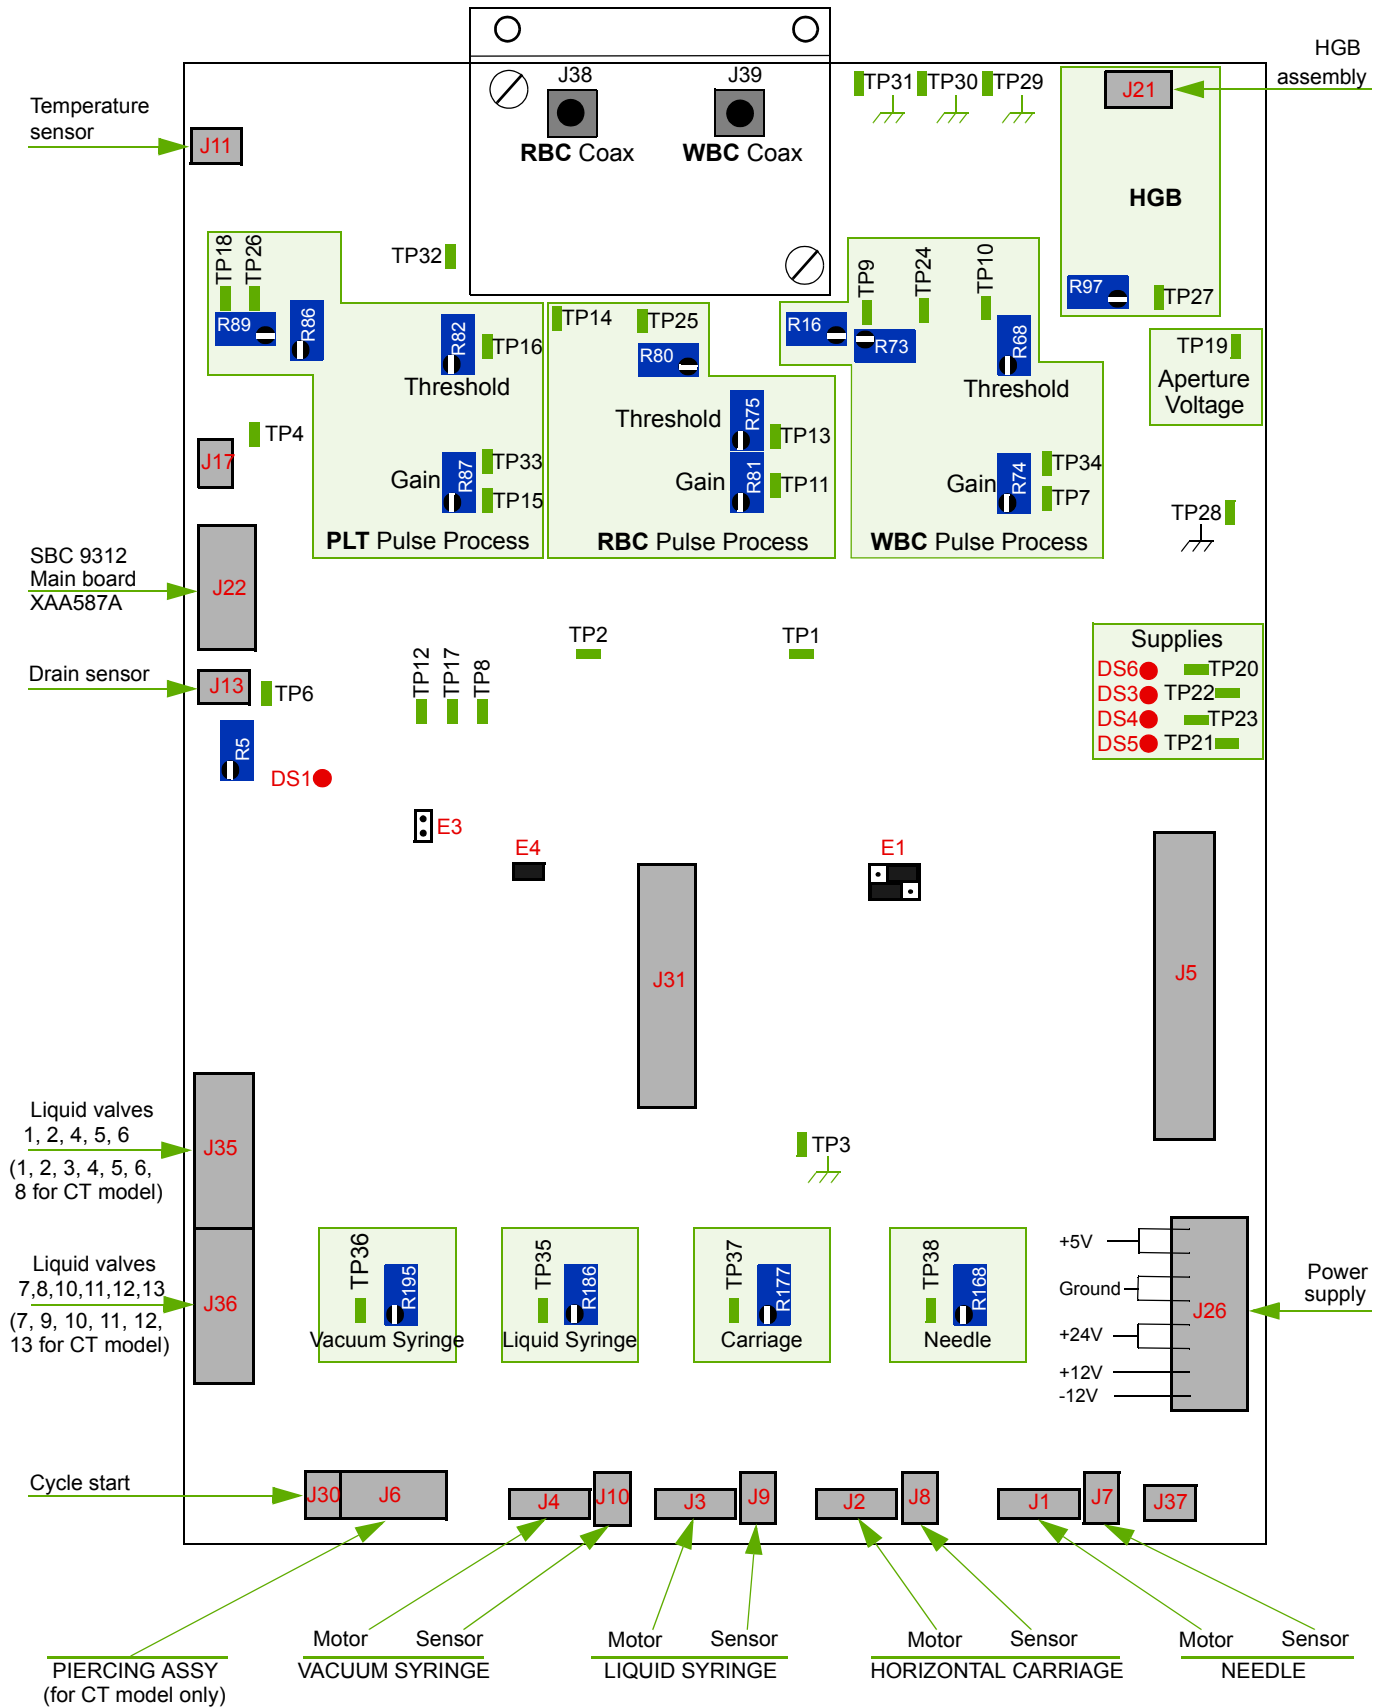 J38
J39
RBC Coax
WBC Coax
TP31
TP30
TP29
HGB
assembly
J21
HGB
R97
TP27
Temperature
sensor
J11
TP32
TP18
TP26
R89
R86
R82
TP16
Threshold
Gain
R87
TP33
TP15
PLT Pulse Process
TP14
TP25
R80
Threshold
R75
TP13
Gain
R81
TP11
RBC Pulse Process
TP9
TP24
TP10
R16
R73
R68
Threshold
Gain
R74
TP34
TP7
WBC Pulse Process
TP19
Aperture
Voltage
TP28
TP4
J17
SBC 9312
Main board
XAA587A
J22
Drain sensor
J13
TP6
R5
DS1
TP12
TP17
TP8
TP2
TP1
Supplies
DS6
TP20
DS3
TP22
DS4
TP23
DS5
TP21
E3
E4
E1
J31
J5
Liquid valves
1, 2, 4, 5, 6
(1, 2, 3, 4, 5, 6,
8 for CT model)
J35
TP3
Liquid valves
7,8,10,11,12,13
(7, 9, 10, 11, 12,
13 for CT model)
J36
TP36
R195
Vacuum Syringe
TP35
R186
Liquid Syringe
TP37
R177
Carriage
TP38
R168
Needle
+5V
Ground
+24V
+12V
-12V
J26
Power
supply
Cycle start
J30
J6
J4
J10
J3
J9
J2
J8
J1
J7
J37
Motor
Sensor
Motor
Sensor
Motor
Sensor
Motor
Sensor
PIERCING ASSY
(for CT model only)
VACUUM SYRINGE
LIQUID SYRINGE
HORIZONTAL CARRIAGE
NEEDLE